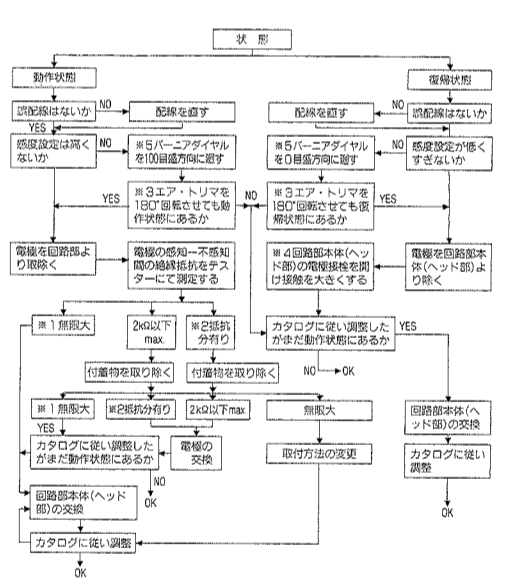 状態
動作状態
復帰状態
誤配線はないか
NO
配線を直す
配線を直す
NO
誤配線はないか
YES
YES
感度設定は高く
ないか
NO
※5バーニアダイヤル
を100目盛方向に廻す
※5バーニアダイヤル
を0目盛方向に廻す
NO
感度設定が低く
すぎないか
YES
※3エア・トリマを
180°回転させても動
作状態にあるか
NO
※3エア・トリマを
180°回転させても復
帰状態にあるか
YES
電極を回路部よ
り取除く
電極の感知ー不感知
間の絶縁抵抗をテス
ターにて測定する
※4回路部本体(ヘッ
ド部)の電極接栓を開
け接触を大きくする
電極を回路部本
体(ヘッド部)より
除く
※1無限大
2kΩ以下
max.
※2抵抗
分有り
カタログに従い調整した
がまだ動作状態にあるか
YES
NO
OK
付着物を取り除く
付着物を取り除く
※1無限大
※2抵抗分有り
2kΩ以下max.
無限大
回路部本体(ヘッ
ド部)の交換
YES
カタログに従い調整した
がまだ動作状態にあるか
電極の
交換
取付方法の変更
カタログに従い
調整
NO
OK
OK
回路部本体(ヘッド
部)の交換
カタログに従い調整
OK